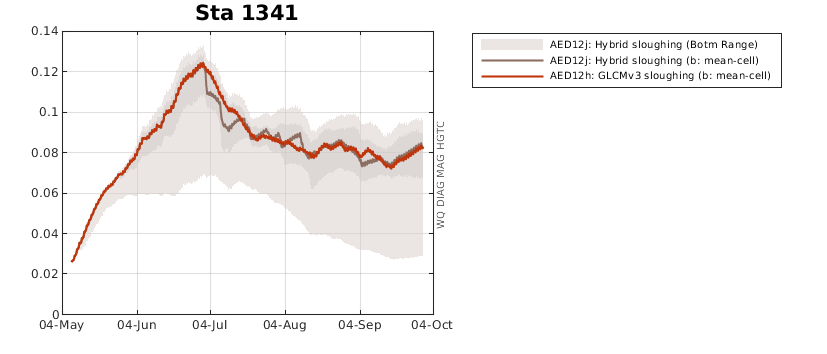 Sta 1341
0.14
0.12
0.1
0.08
0.06
0.04
0.02
0
04-May
04-Jun
04-Jul
04-Aug
04-Sep
04-Oct
WQ DIAG MAG HGTC
AED12j: Hybrid sloughing (Botm Range)
AED12j: Hybrid sloughing (b: mean-cell)
AED12h: GLCMv3 sloughing (b: mean-cell)